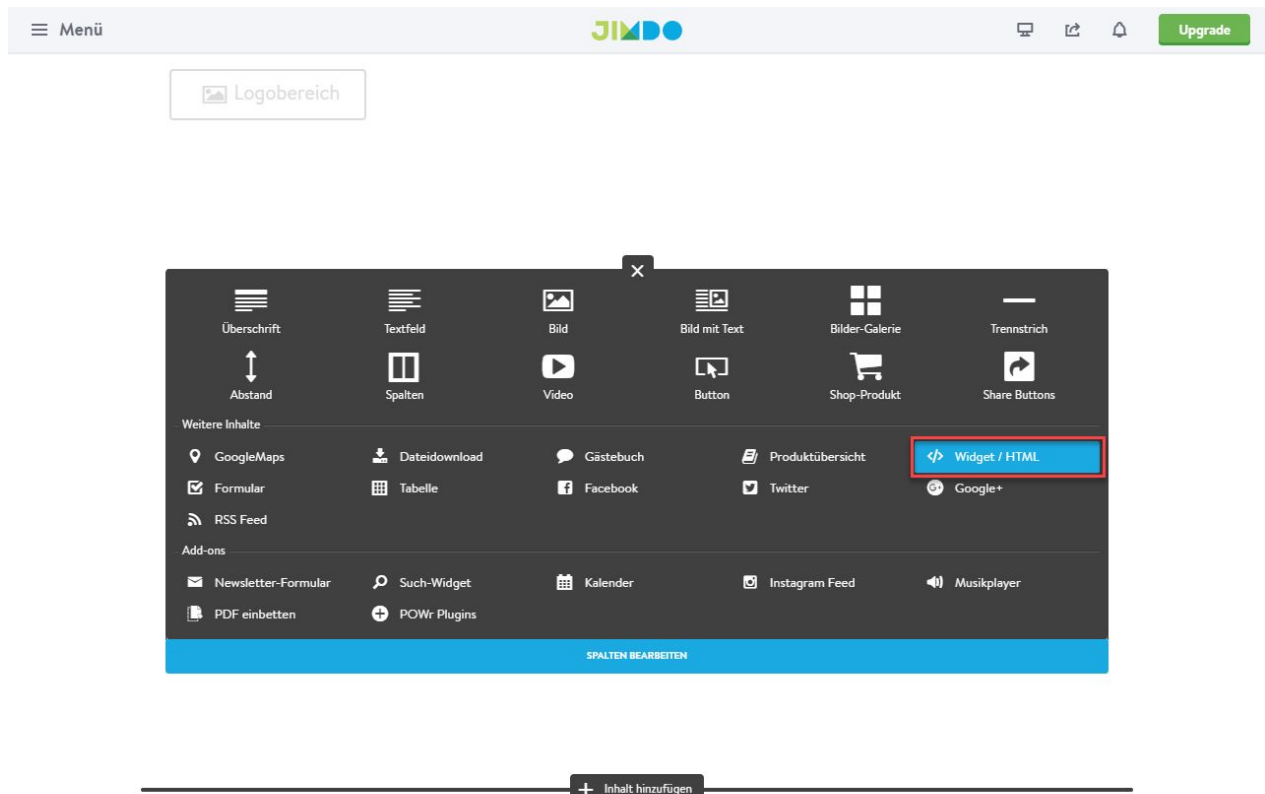 Menü JIMDO Upgrade
Logobereich
Überschrift Textfeld Bild Bild mit Text Bilder-Galerie Trennstrich
Abstand Spalten Video Button Shop-Produkt Share Buttons
Weitere Inhalte
GoogleMaps Dateidownload Gästebuch Produktübersicht </> Widget / HTML
Formular Tabelle Facebook Twitter Google+
RSS Feed
Add-ons
Newsletter-Formular Such-Widget Kalender Instagram Feed Musikplayer
PDF einbetten POWr Plugins
SPALTEN BEARBEITEN
Inhalt hinzufügen